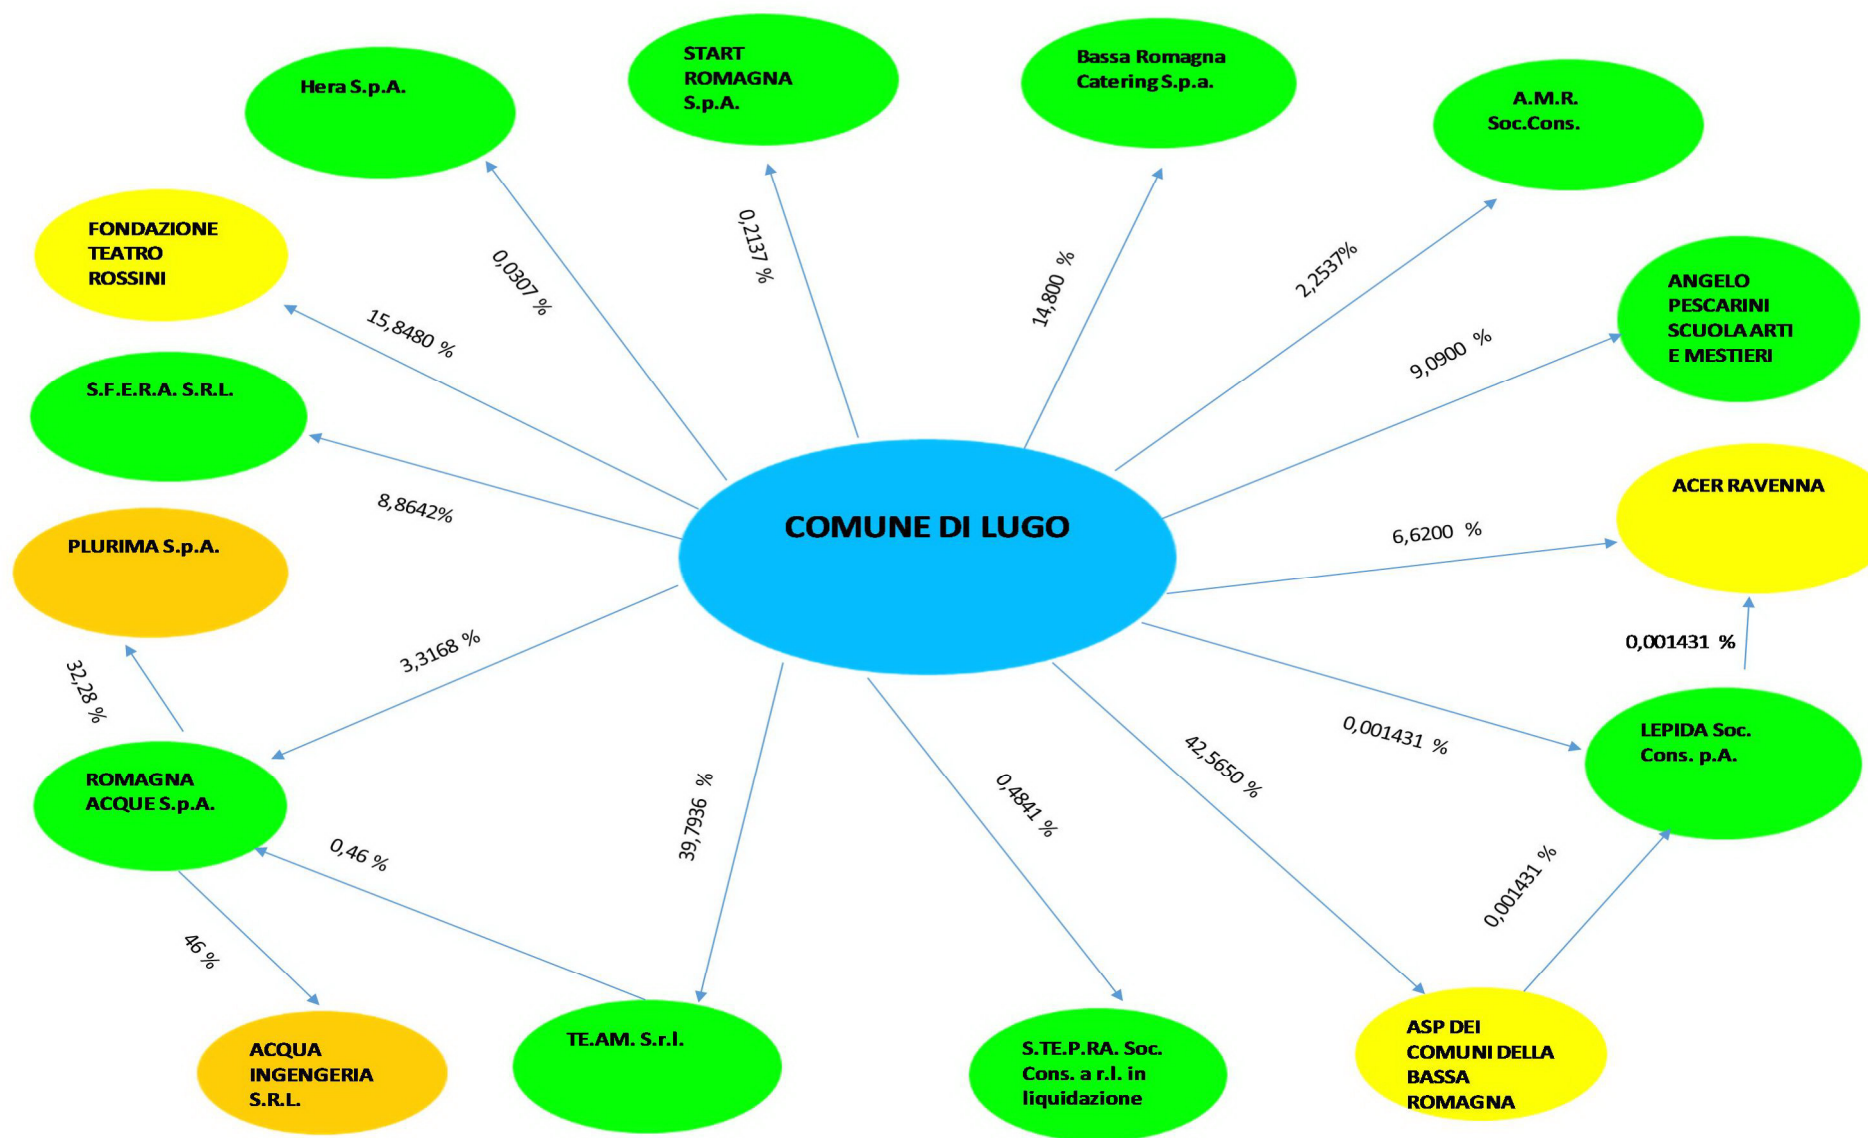 START
ROMAGNA
S.p.A.
Bassa Romagna
Catering S.p.a.
Hera S.p.A.
A.M.R.
Soc.Cons.
FONDAZIONE
TEATRO
ROSSINI
0,0307 %
0,2137 %
14,800 %
2,2537%
ANGELO
PESCARINI
SCUOLA ARTI
E MESTIERI
15,8480 %
9,0900 %
S.F.E.R.A. S.R.L.
8,8642%
ACER RAVENNA
COMUNE DI LUGO
6,6200 %
PLURIMA S.p.A.
3,3168 %
0,001431 %
32,28 %
0,001431 %
LEPIDA Soc.
Cons. p.A.
42,5650 %
ROMAGNA
ACQUE S.p.A.
39,7936 %
0,4841 %
0,46 %
0,001431 %
46 %
ACQUA
INGENGERIA
S.R.L.
TE.AM. S.r.l.
S.TE.P.RA. Soc.
Cons. a r.l. in
liquidazione
ASP DEI
COMUNI DELLA
BASSA
ROMAGNA